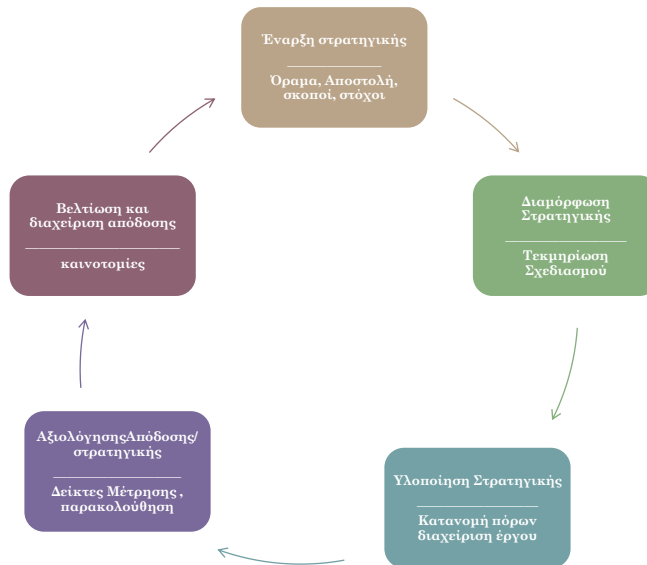 Έναρξη στρατηγικής
Όραμα, Αποστολή,
σκοποί, στόχοι
Διαμόρφωση
Στρατηγικής
Τεκμηρίωση
Σχεδιασμού
Υλοποίηση Στρατηγικής
Κατανομή πόρων
διαχείριση έργου
ΑξιολόγησηςΑπόδοσης/
στρατηγικής
Δείκτες Μέτρησης ,
παρακολούθηση
Βελτίωση και
διαχείριση απόδοσης
καινοτομίες